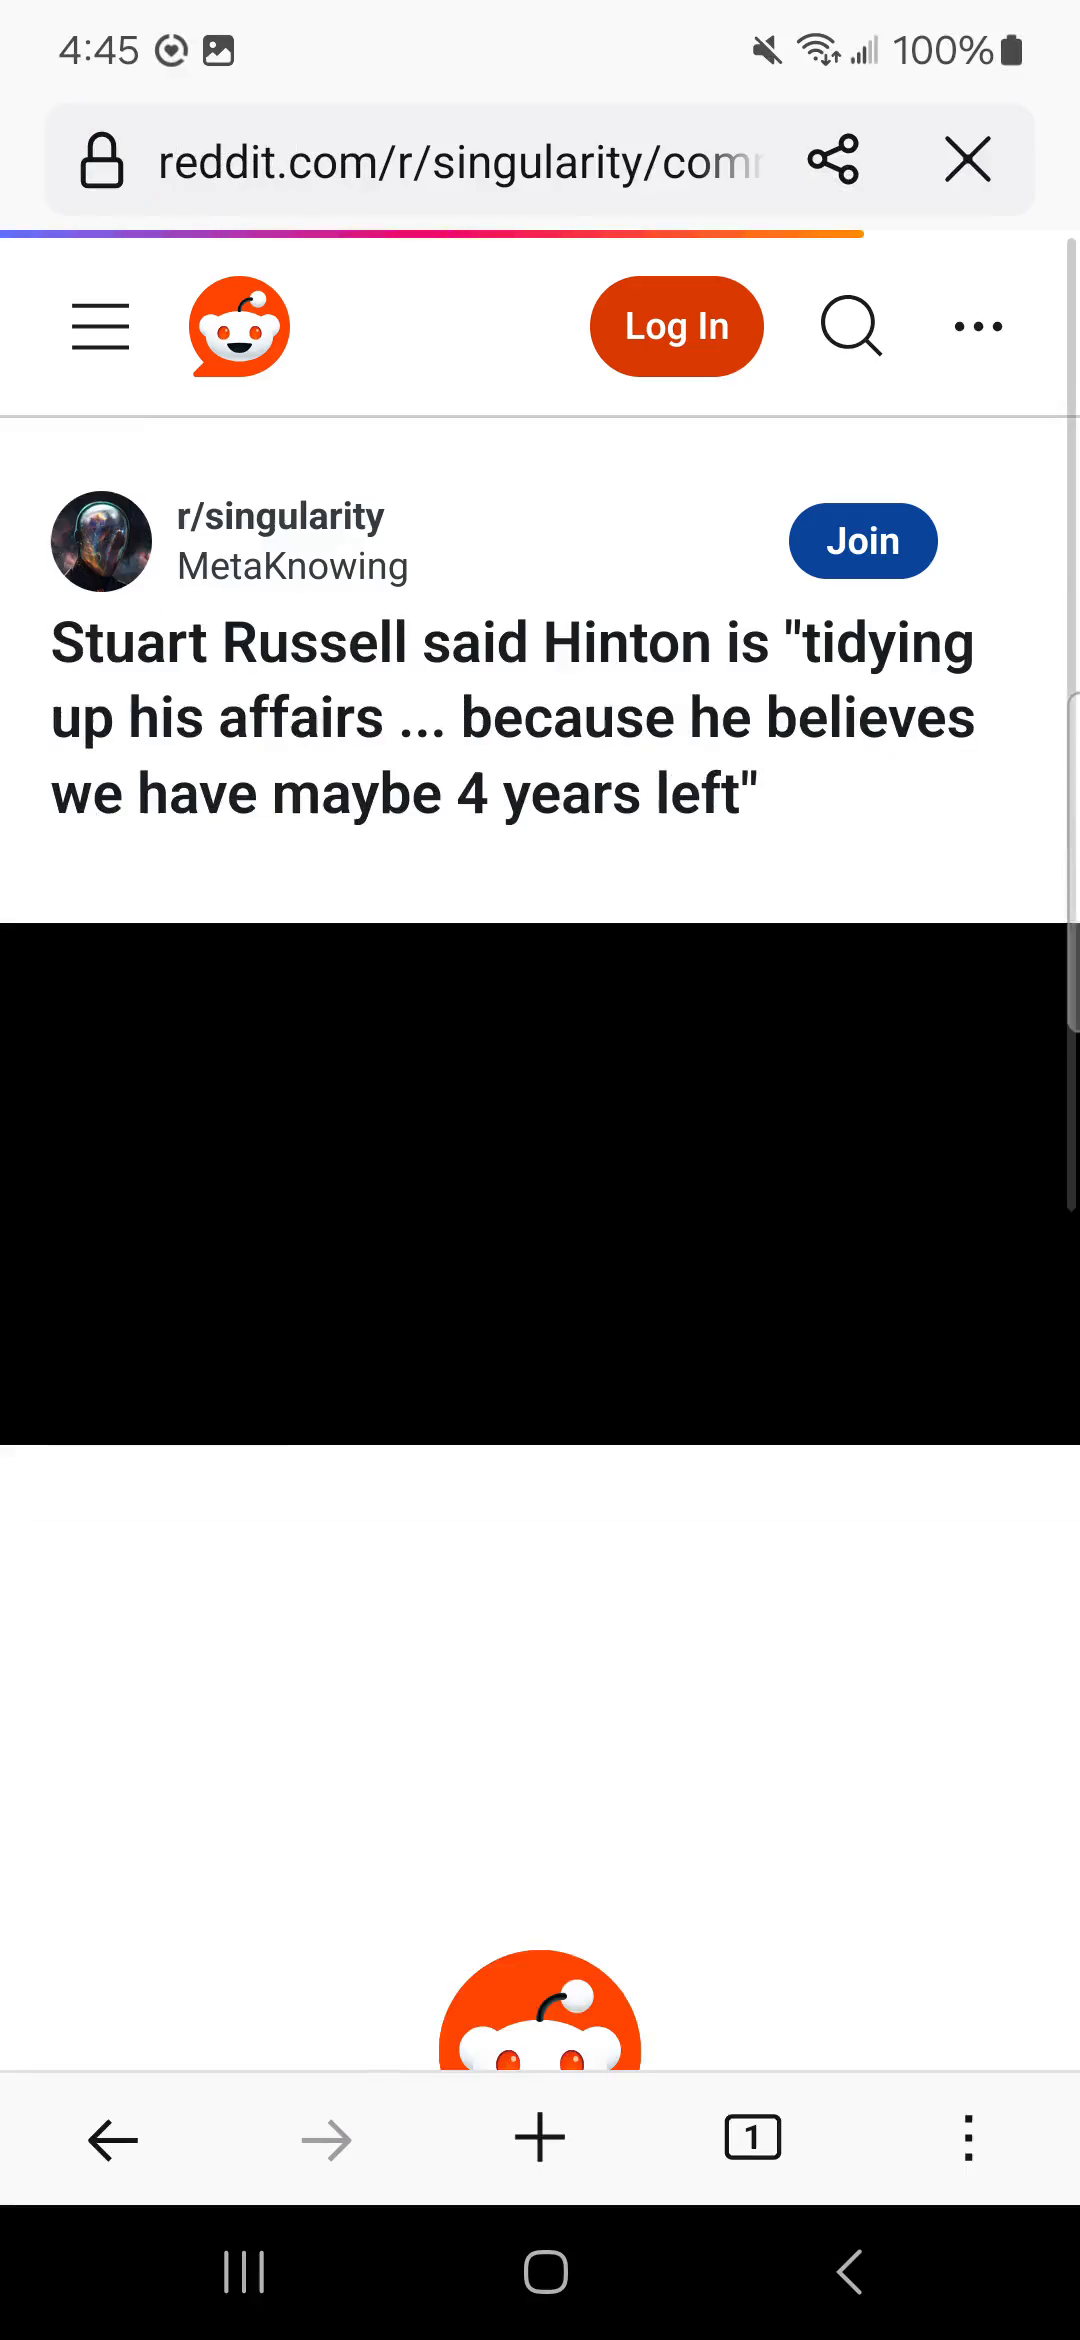 4:45 100%
reddit.com/r/singularity/com
Log In
r/singularity
MetaKnowing
Join
Stuart Russell said Hinton is "tidying
up his affairs ... because he believes
we have maybe 4 years left"
1